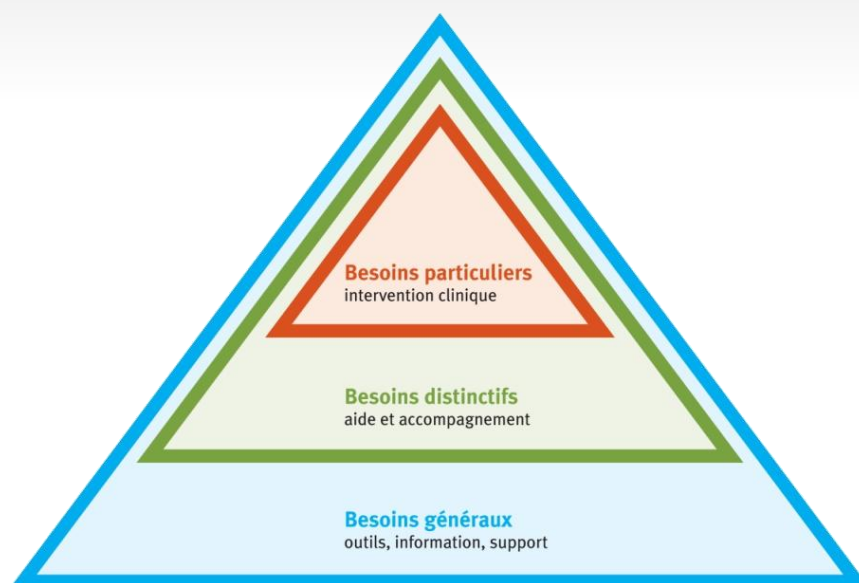 Besoins particuliers
intervention clinique
Besoins distinctifs
aide et accompagnement
Besoins généraux
outils, information, support